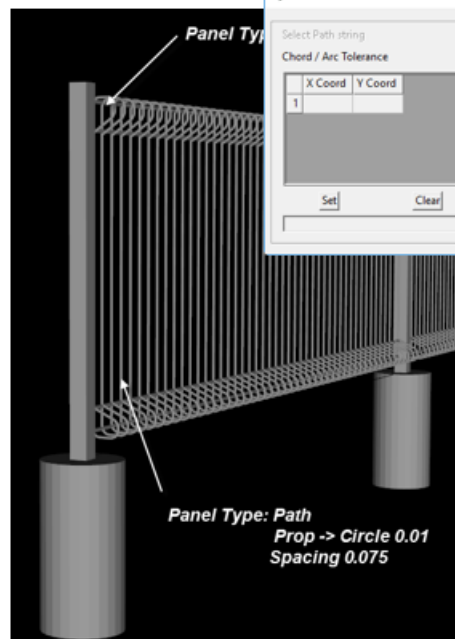 Panel Typ
Select Path string
Chord / Arc Tolerance
X Coord Y Coord
1
Set Clear
Panel Type: Path
Prop -> Circle 0.01
Spacing 0.075